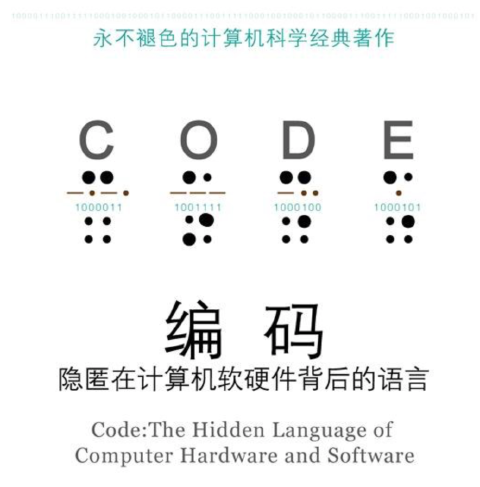 永不褪色的计算机科学经典著作
C O D E
1000011 1001111 1000100 1000101
编 码
隐匿在计算机软硬件背后的语言
Code:The Hidden Language of
Computer Hardware and Software